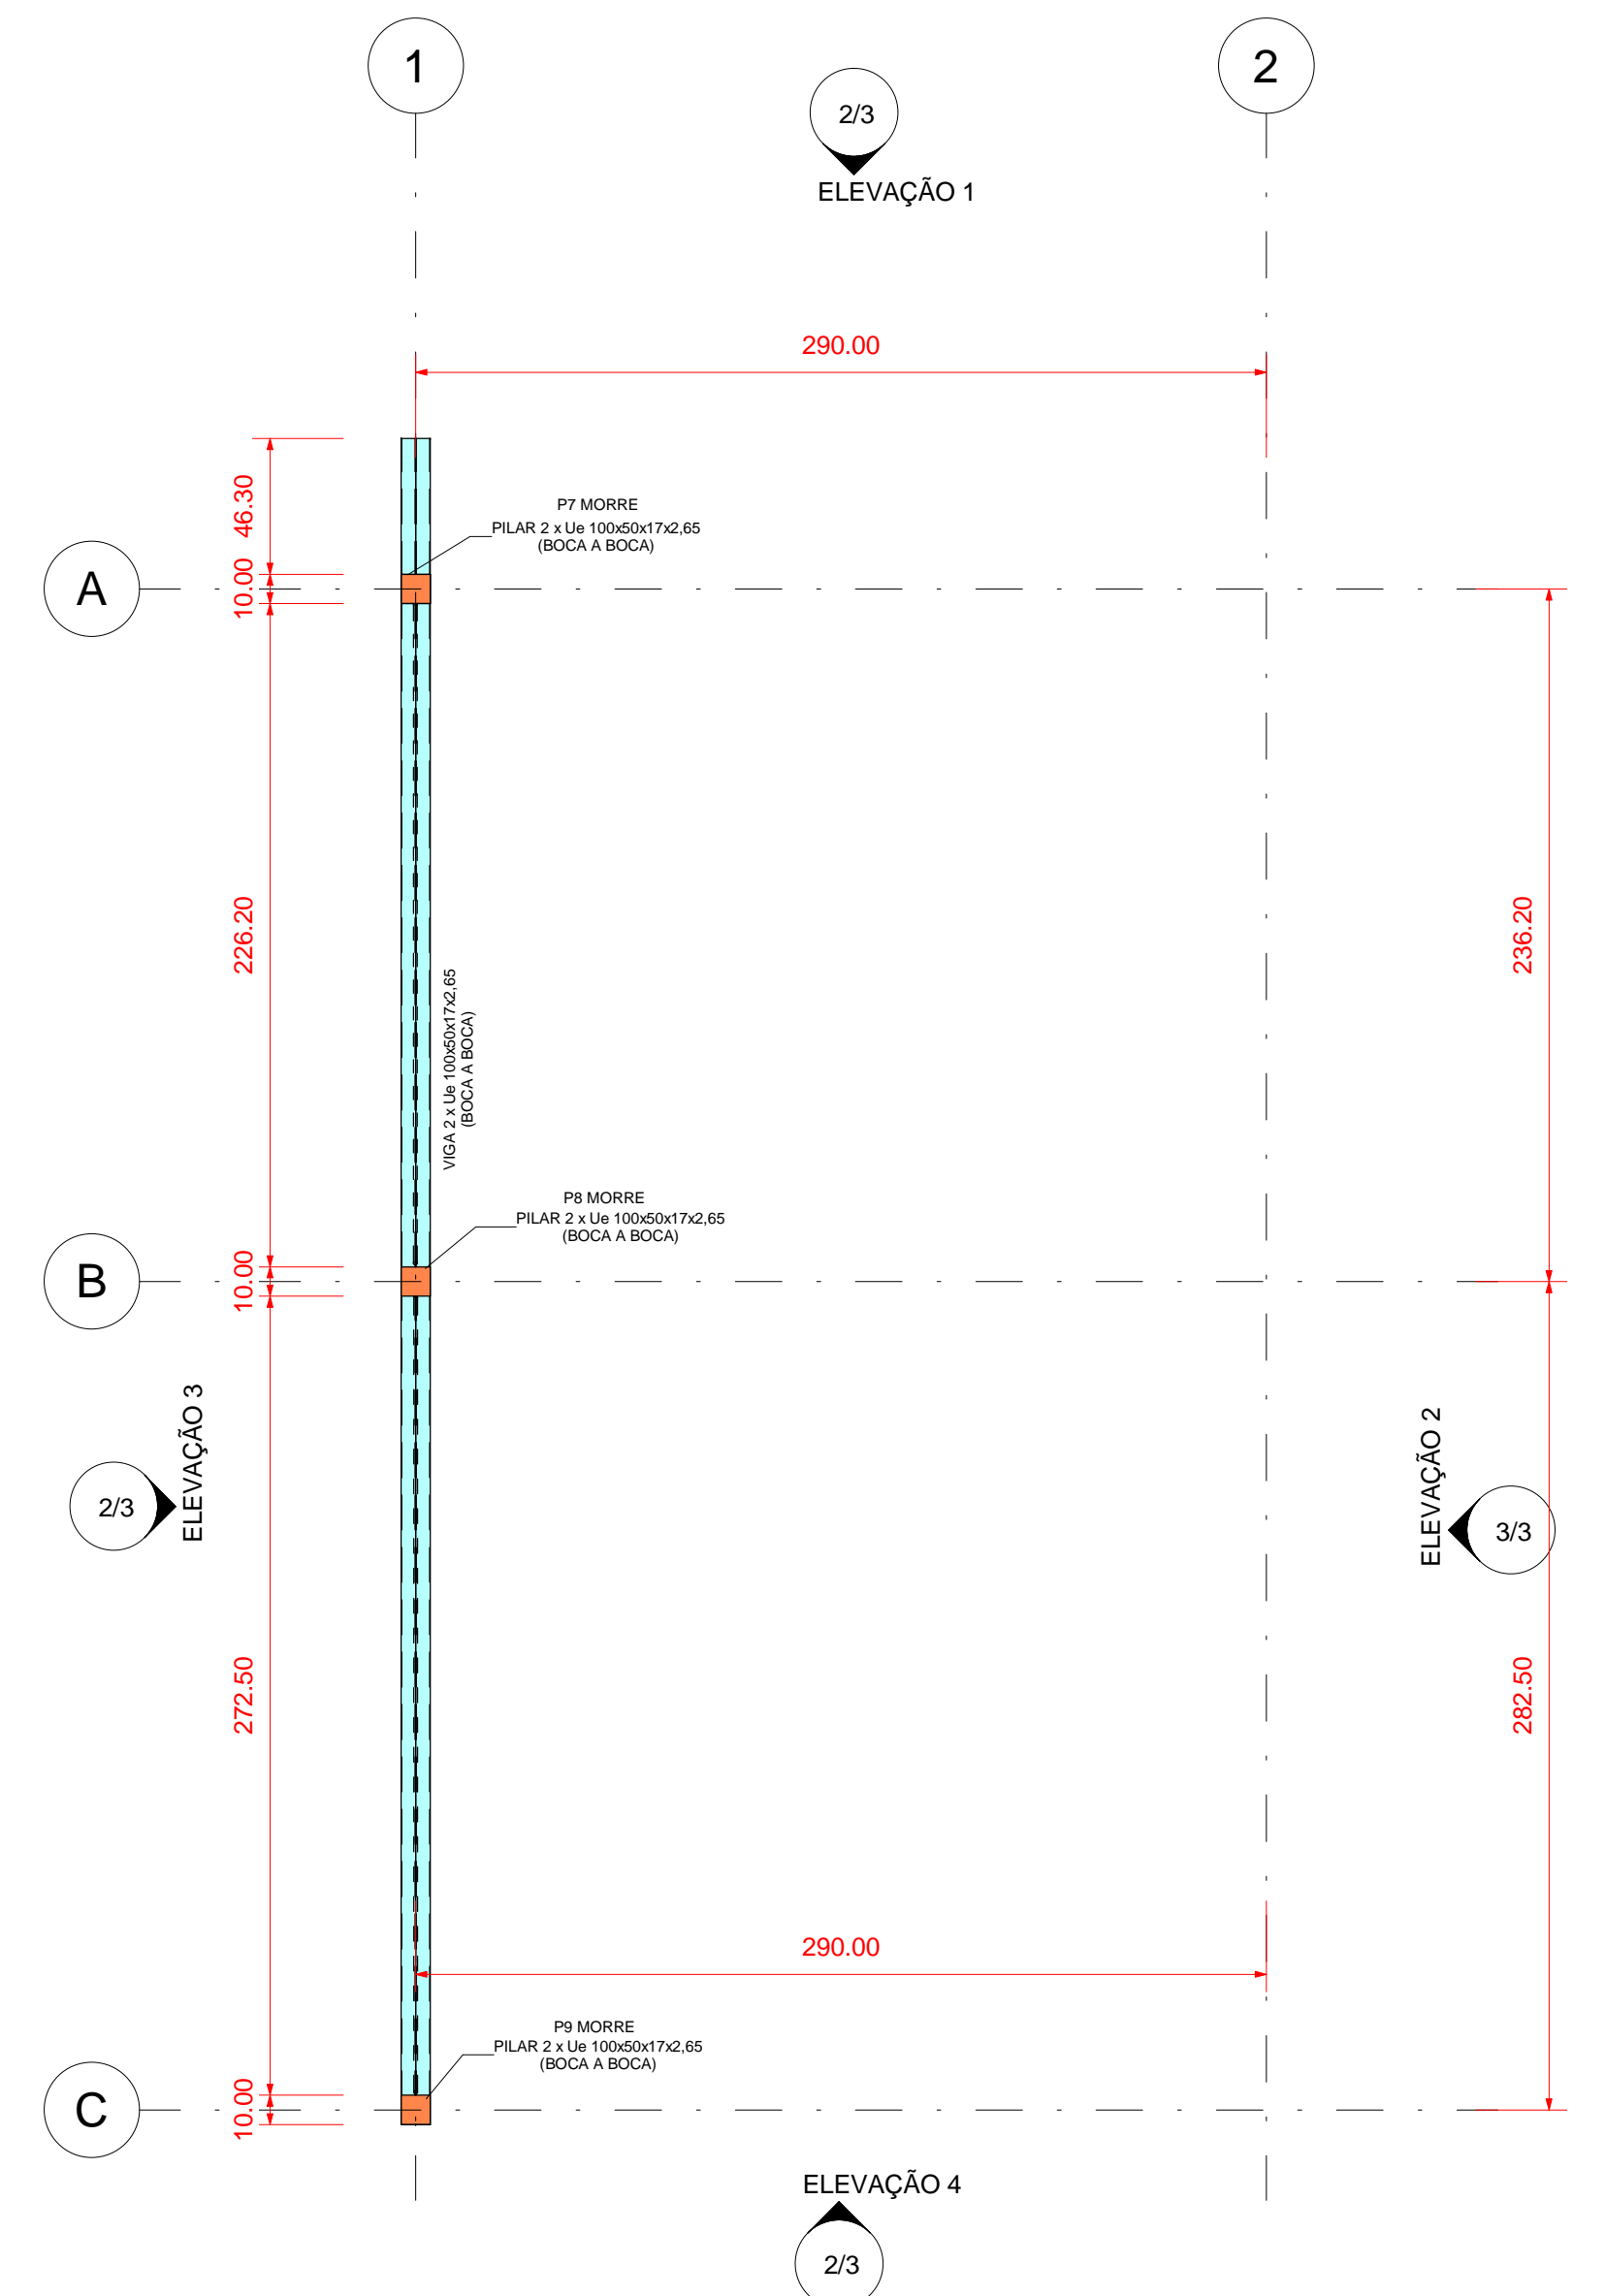 1
2
2/3
ELEVAÇÃO 1
290.00
46.30
P7 MORRE
PILAR 2 x Ue 100x50x17x2,65
(BOCA A BOCA)
A
10.00
226.20
236.20
VIGA 2 x Ue 100x50x17x2,65
(BOCA A BOCA)
P8 MORRE
PILAR 2 x Ue 100x50x17x2,65
(BOCA A BOCA)
B
10.00
ELEVAÇÃO 3
2/3
ELEVAÇÃO 2
3/3
272.50
282.50
290.00
P9 MORRE
PILAR 2 x Ue 100x50x17x2,65
(BOCA A BOCA)
C
10.00
ELEVAÇÃO 4
2/3